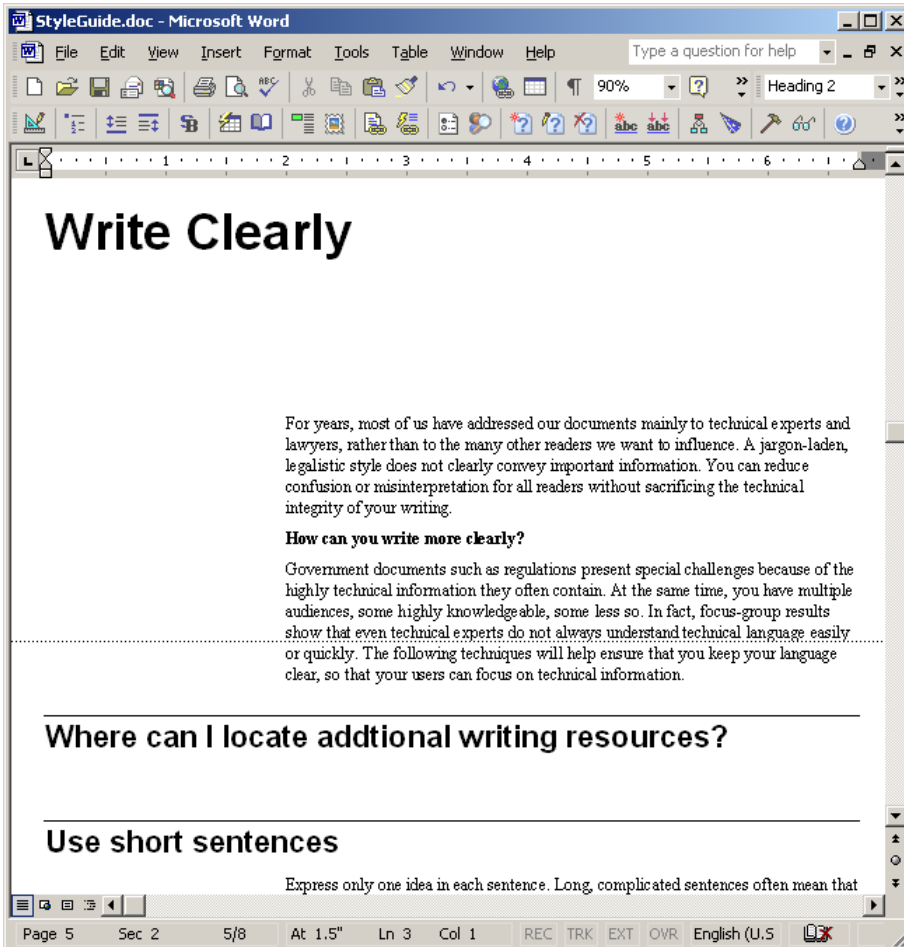 StyleGuide.doc - Microsoft Word
File Edit View Insert Format Tools Table Window Help Type a question for help
90% Heading 2
1 2 3 4 5 6
Write Clearly
For years, most of us have addressed our documents mainly to technical experts and
lawyers, rather than to the many other readers we want to influence. A jargon-laden,
legalistic style does not clearly convey important information. You can reduce
confusion or misinterpretation for all readers without sacrificing the technical
integrity of your writing.
How can you write more clearly?
Government documents such as regulations present special challenges because of the
highly technical information they often contain. At the same time, you have multiple
audiences, some highly knowledgeable, some less so. In fact, focus-group results
show that even technical experts do not always understand technical language easily
or quickly. The following techniques will help ensure that you keep your language
clear, so that your users can focus on technical information.
Where can I locate addtional writing resources?
Use short sentences
Express only one idea in each sentence. Long, complicated sentences often mean that
Page 5 Sec 2 5/8 At 1.5" Ln 3 Col 1 REC TRK EXT OVR English (U.S